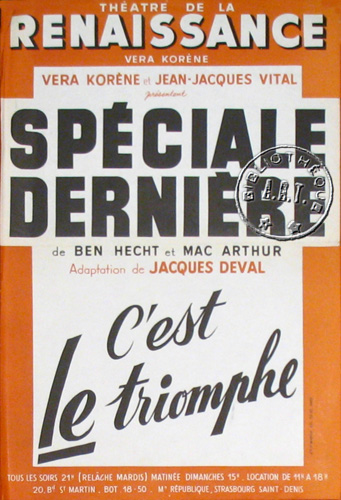 THÉATRE DE LA
RENAISSANCE
VERA KORÈNE
VERA KORÈNE et JEAN-JACQUES VITAL
présentent
SPÉCIALE
DERNIÈRE
BIBLIOTHÈQUE
A.R.T.
de BEN HECHT et MAC ARTHUR
Adaptation de JACQUES DEVAL
C'est
le triomphe
TOUS LES SOIRS 21H (RELÂCHE MARDIS) MATINÉE DIMANCHES 15H. LOCATION DE 11H A 18H
20, Bd ST MARTIN. BOT. 18-50. Mo RÉPUBLIQUE, STRASBOURG SAINT-DENIS